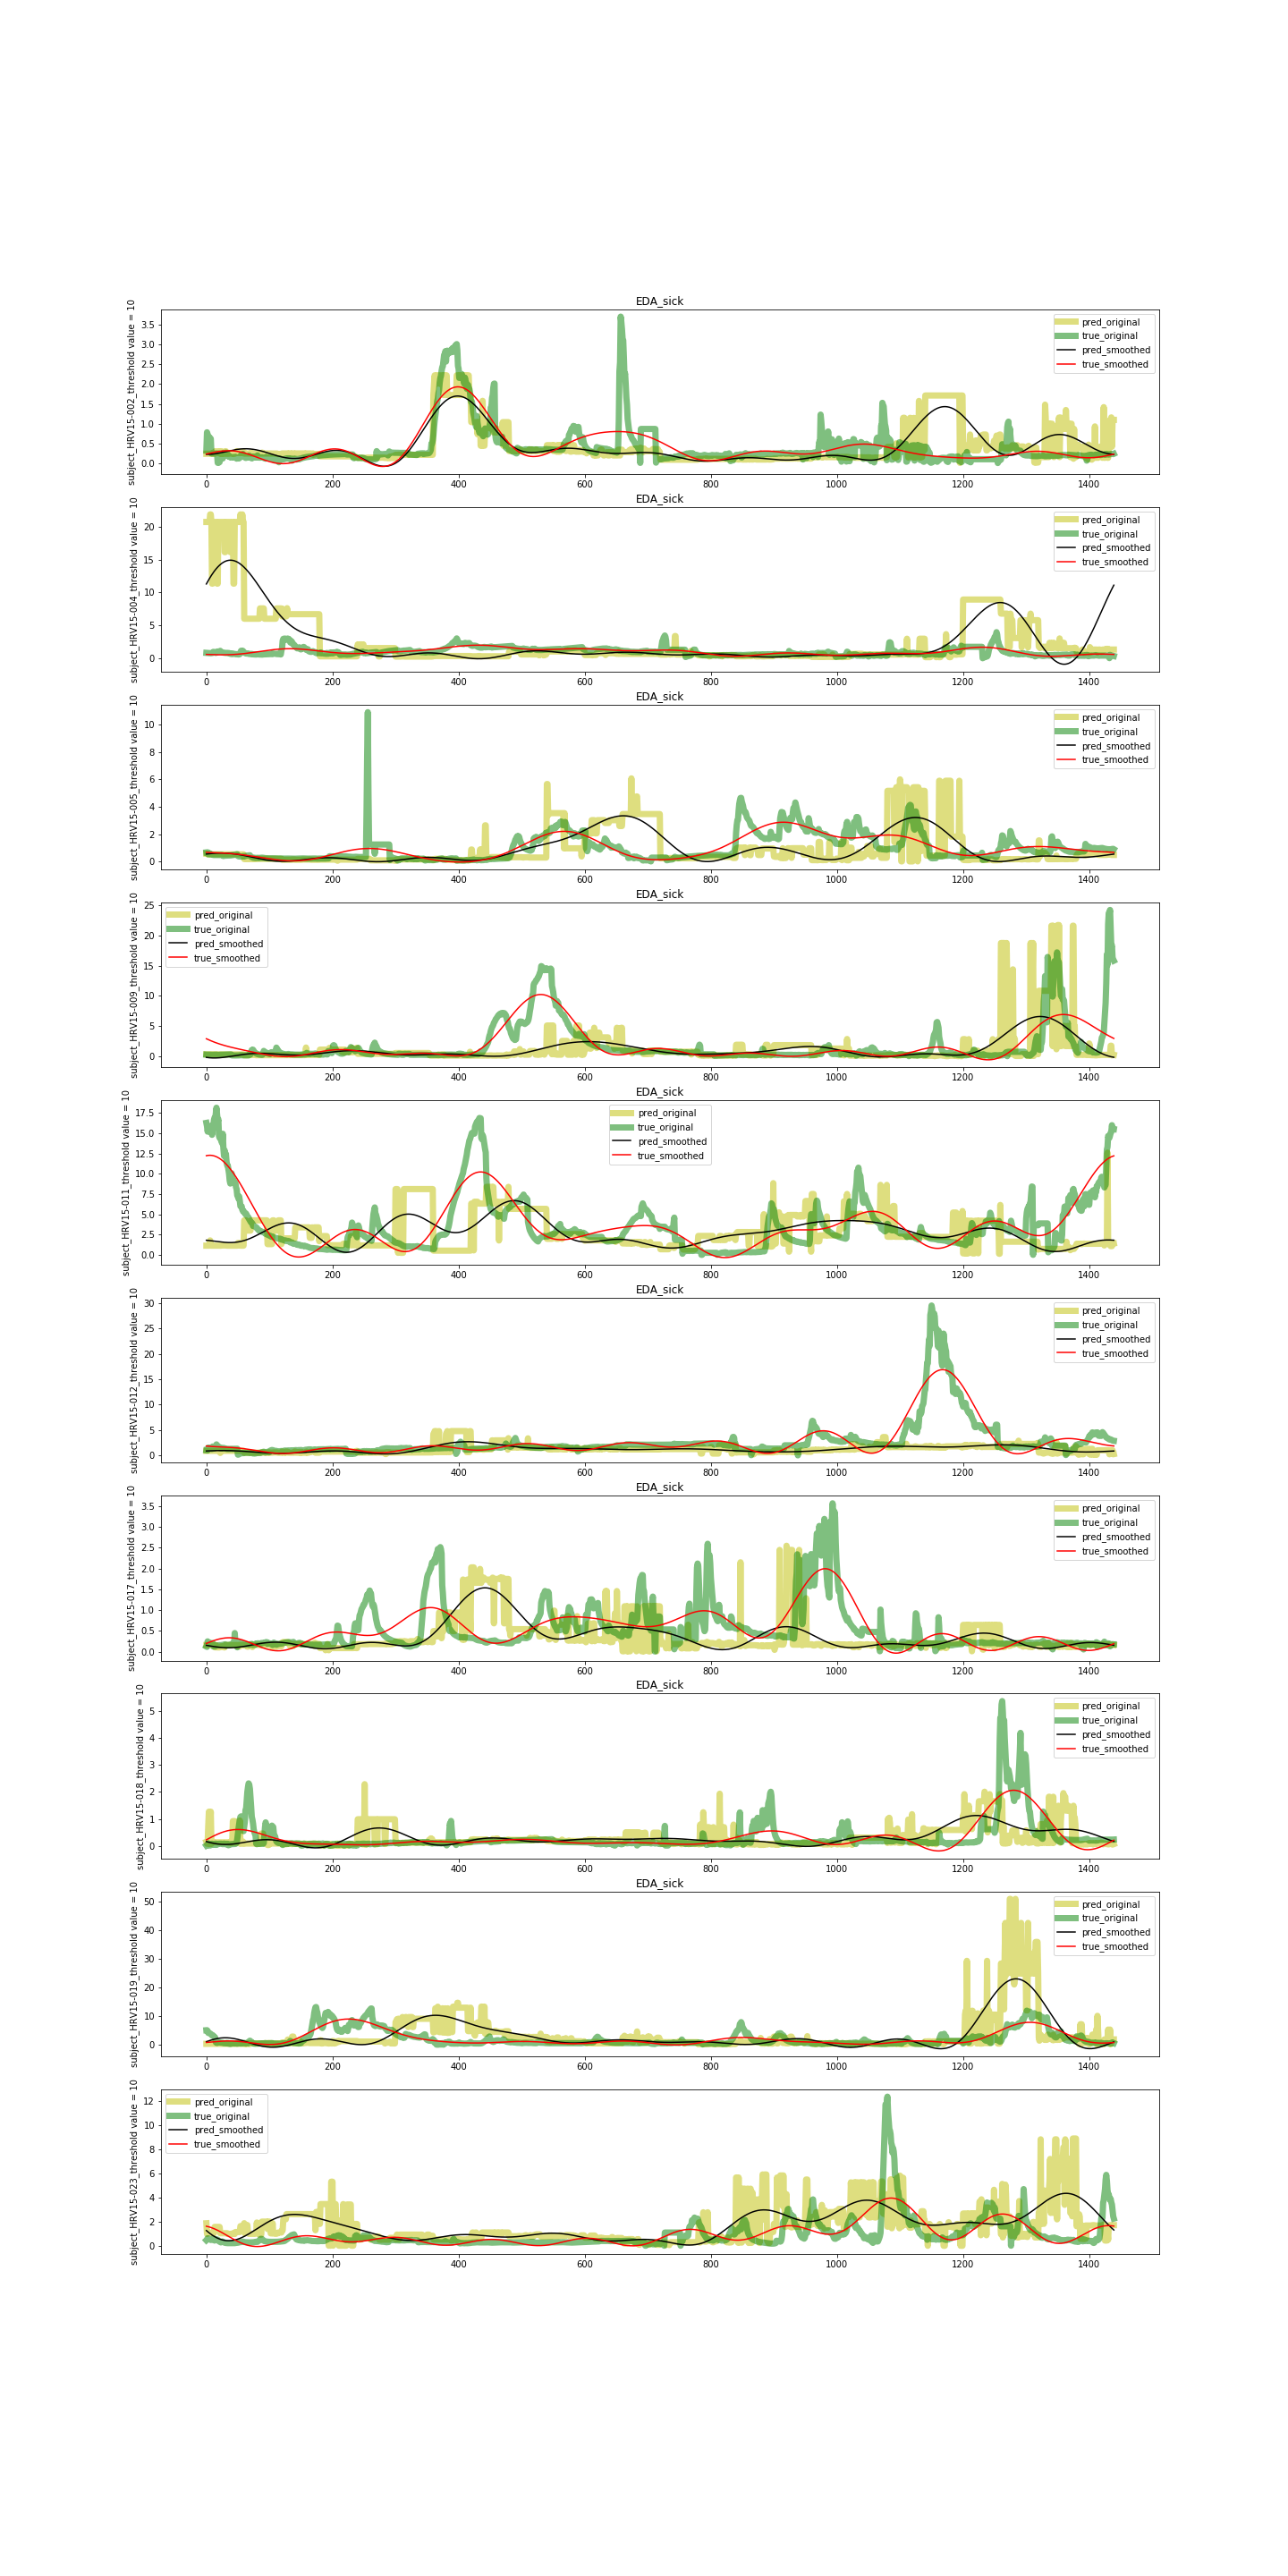 EDA_sick
subject_HRV15-002_threshold value = 10
3.5
3.0
2.5
2.0
1.5
1.0
0.5
0.0
pred_original
true_original
pred_smoothed
true_smoothed
0 200 400 600 800 1000 1200 1400
EDA_sick
subject_HRV15-004_threshold value = 10
20
15
10
5
0
pred_original
true_original
pred_smoothed
true_smoothed
0 200 400 600 800 1000 1200 1400
EDA_sick
subject_HRV15-005_threshold value = 10
10
8
6
4
2
0
pred_original
true_original
pred_smoothed
true_smoothed
0 200 400 600 800 1000 1200 1400
EDA_sick
subject_HRV15-009_threshold value = 10
25
20
15
10
5
0
pred_original
true_original
pred_smoothed
true_smoothed
0 200 400 600 800 1000 1200 1400
EDA_sick
subject_HRV15-011_threshold value = 10
17.5
15.0
12.5
10.0
7.5
5.0
2.5
0.0
pred_original
true_original
pred_smoothed
true_smoothed
0 200 400 600 800 1000 1200 1400
EDA_sick
subject_HRV15-012_threshold value = 10
30
25
20
15
10
5
0
pred_original
true_original
pred_smoothed
true_smoothed
0 200 400 600 800 1000 1200 1400
EDA_sick
subject_HRV15-017_threshold value = 10
3.5
3.0
2.5
2.0
1.5
1.0
0.5
0.0
pred_original
true_original
pred_smoothed
true_smoothed
0 200 400 600 800 1000 1200 1400
EDA_sick
subject_HRV15-018_threshold value = 10
5
4
3
2
1
0
pred_original
true_original
pred_smoothed
true_smoothed
0 200 400 600 800 1000 1200 1400
EDA_sick
subject_HRV15-019_threshold value = 10
50
40
30
20
10
0
pred_original
true_original
pred_smoothed
true_smoothed
0 200 400 600 800 1000 1200 1400
EDA_sick
subject_HRV15-023_threshold value = 10
12
10
8
6
4
2
0
pred_original
true_original
pred_smoothed
true_smoothed
0 200 400 600 800 1000 1200 1400